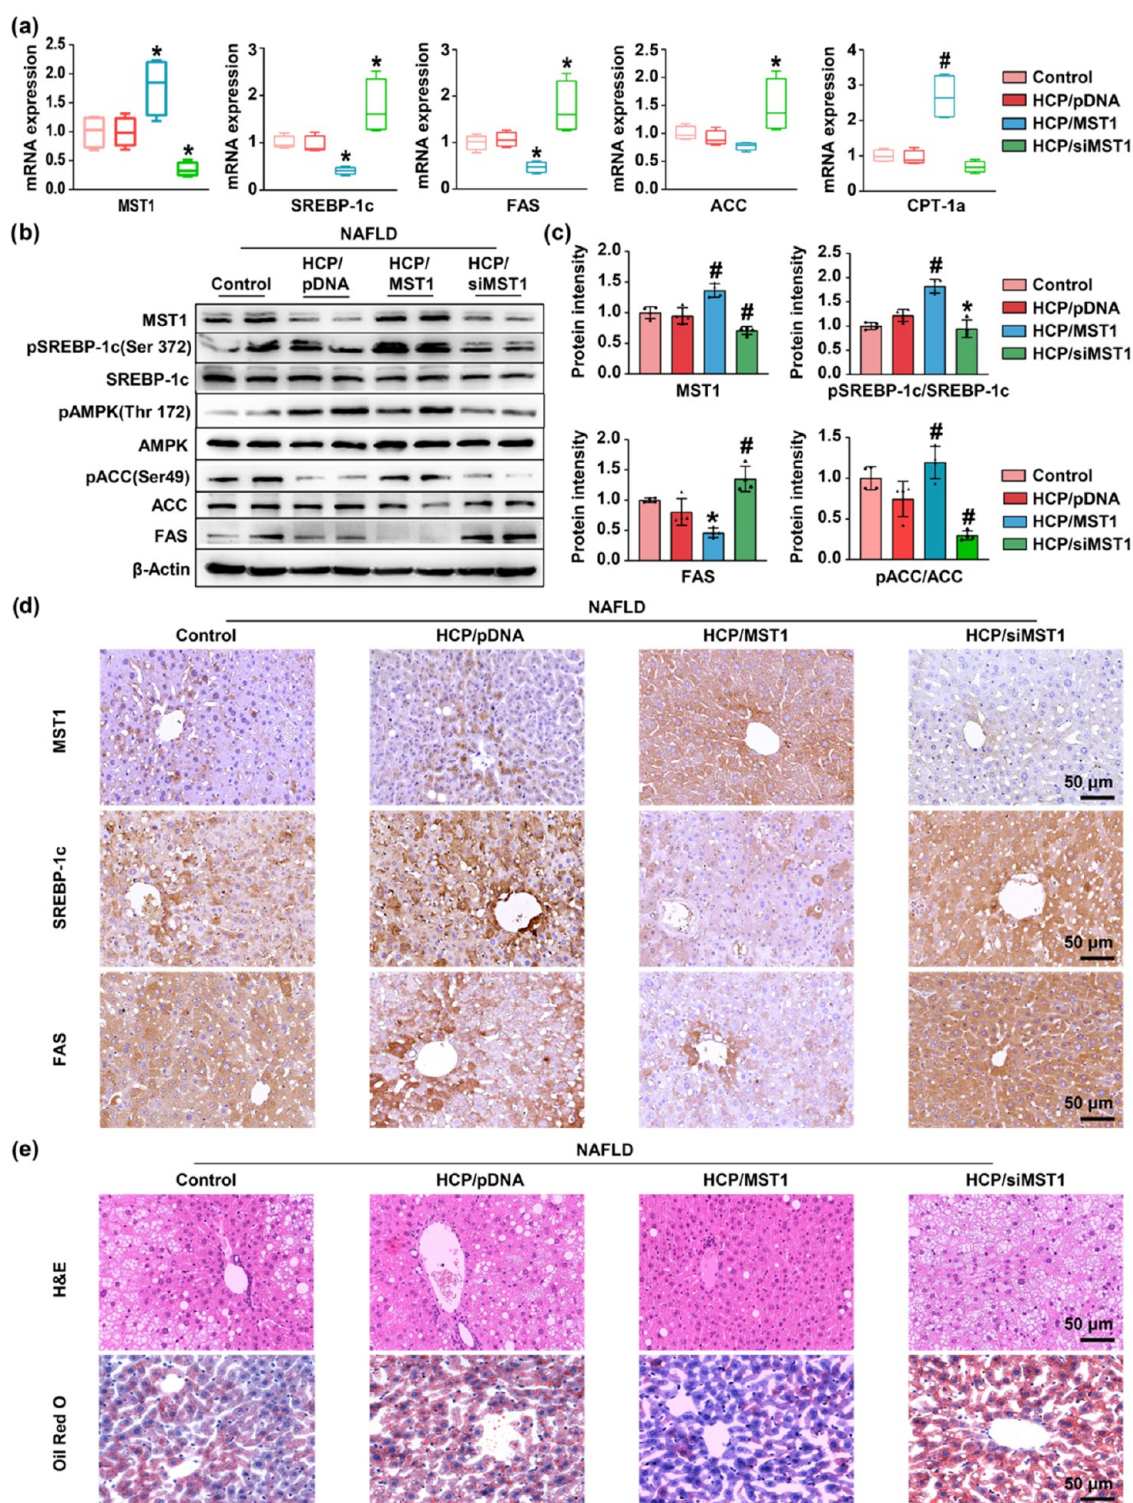 (a)
mRNA expression
2.5
2.0
1.5
1.0
0.5
0.0
*
*
MST1
mRNA expression
3
2
1
0
*
*
SREBP-1c
mRNA expression
3
2
1
0
*
*
FAS
mRNA expression
2.5
2.0
1.5
1.0
0.5
0.0
*
ACC
mRNA expression
4
3
2
1
0
#
CPT-1a
Control
HCP/pDNA
HCP/MST1
HCP/siMST1
(b)
NAFLD
Control
HCP/
pDNA
HCP/
MST1
HCP/
siMST1
MST1
pSREBP-1c(Ser 372)
SREBP-1c
pAMPK(Thr 172)
AMPK
pACC(Ser49)
ACC
FAS
β-Actin
(c)
Protein intensity
2.0
1.5
1.0
0.5
0.0
#
#
MST1
Protein intensity
2.5
2.0
1.5
1.0
0.5
0.0
#
*
pSREBP-1c/SREBP-1c
Control
HCP/pDNA
HCP/MST1
HCP/siMST1
Protein intensity
2.0
1.5
1.0
0.5
0.0
*
#
FAS
Protein intensity
1.5
1.0
0.5
0.0
#
#
pACC/ACC
Control
HCP/pDNA
HCP/MST1
HCP/siMST1
(d)
NAFLD
Control HCP/pDNA HCP/MST1 HCP/siMST1
MST1
50 μm
SREBP-1c
50 μm
FAS
50 μm
(e)
NAFLD
Control HCP/pDNA HCP/MST1 HCP/siMST1
H&E
50 μm
Oil Red O
50 μm